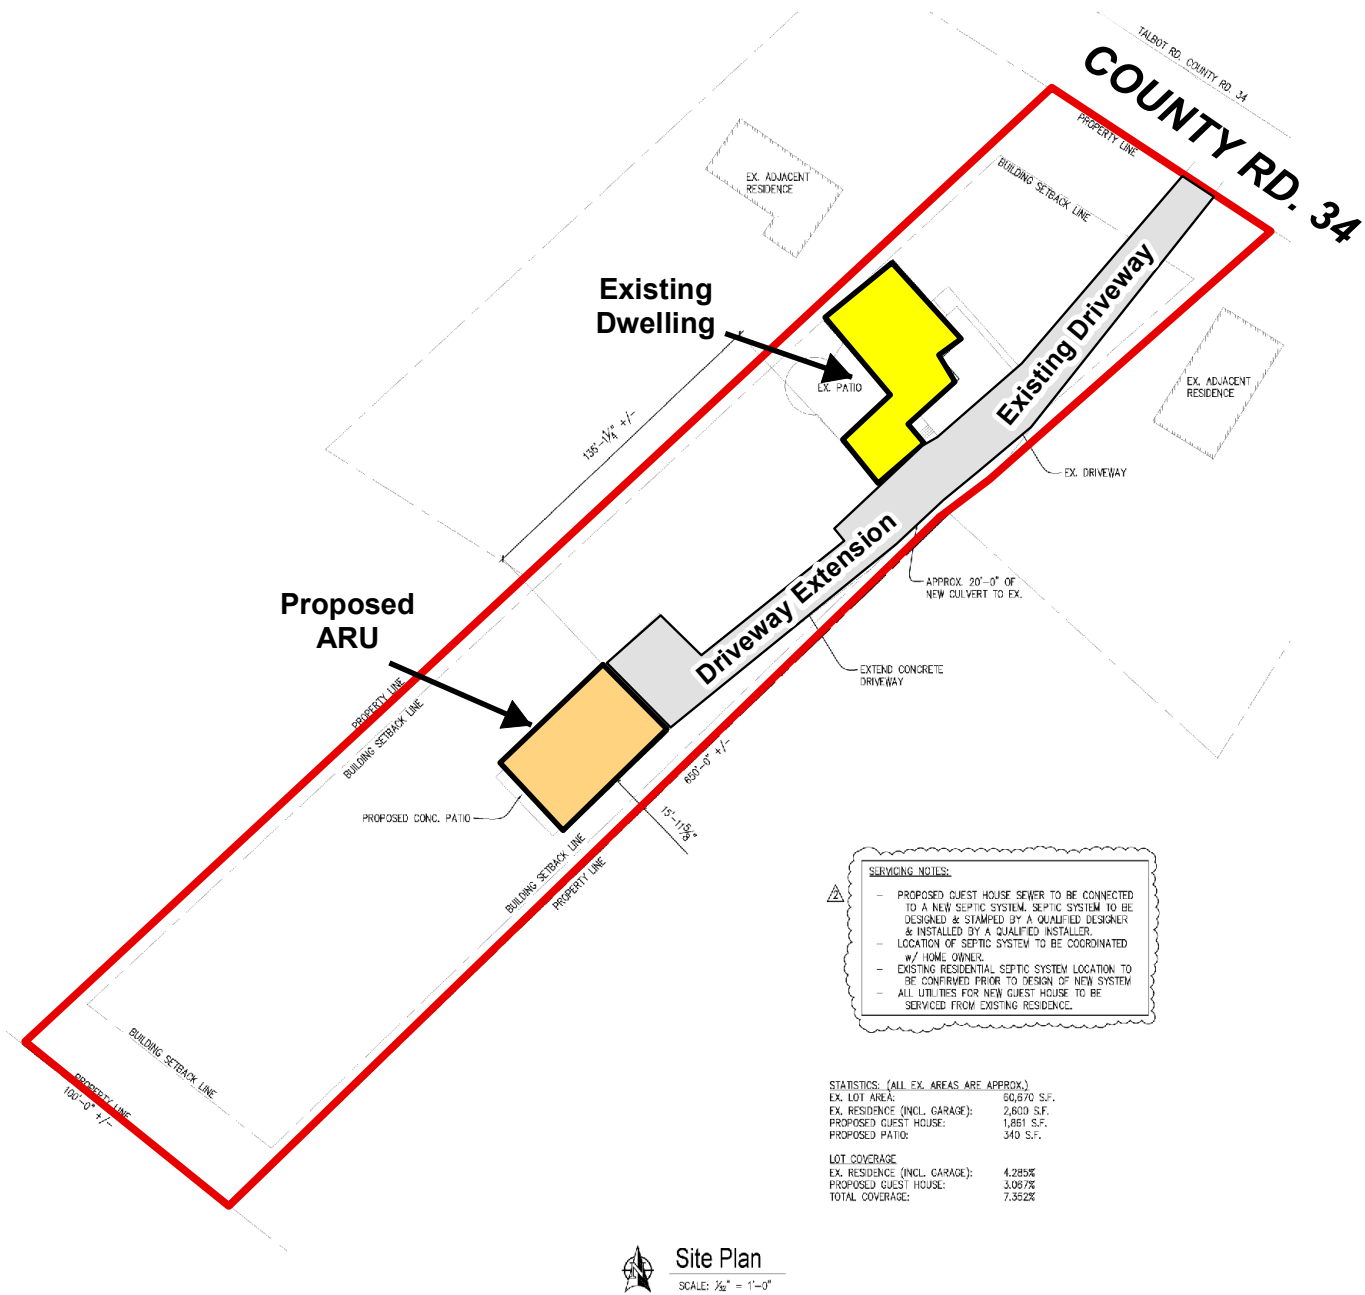 TALBOT RD. COUNTY RD. 34
COUNTY RD. 34
PROPERTY LINE
BUILDING SETBACK LINE
EX. ADJACENT
RESIDENCE
Existing
Dwelling
Existing Driveway
EX. PATIO
EX. ADJACENT
RESIDENCE
135'-1¼" +/-
EX. DRIVEWAY
Driveway Extension
APPROX. 20'-0" OF
NEW CULVERT TO EX.
Proposed
ARU
EXTEND CONCRETE
DRIVEWAY
PROPERTY LINE
BUILDING SETBACK LINE
650'-0" +/-
15'-11⅝"
PROPOSED CONC. PATIO
BUILDING SETBACK LINE
PROPERTY LINE
SERVICING NOTES:
2
- PROPOSED GUEST HOUSE SEWER TO BE CONNECTED
TO A NEW SEPTIC SYSTEM. SEPTIC SYSTEM TO BE
DESIGNED & STAMPED BY A QUALIFIED DESIGNER
& INSTALLED BY A QUALIFIED INSTALLER.
- LOCATION OF SEPTIC SYSTEM TO BE COORDINATED
w/ HOME OWNER.
- EXISTING RESIDENTIAL SEPTIC SYSTEM LOCATION TO
BE CONFIRMED PRIOR TO DESIGN OF NEW SYSTEM
- ALL UTILITIES FOR NEW GUEST HOUSE TO BE
SERVICED FROM EXISTING RESIDENCE.
BUILDING SETBACK LINE
PROPERTY LINE
100'-0" +/-
STATISTICS: (ALL EX. AREAS ARE APPROX.)
EX. LOT AREA: 60,670 S.F.
EX. RESIDENCE (INCL. GARAGE): 2,600 S.F.
PROPOSED GUEST HOUSE: 1,861 S.F.
PROPOSED PATIO: 340 S.F.
LOT COVERAGE
EX. RESIDENCE (INCL. GARAGE): 4.285%
PROPOSED GUEST HOUSE: 3.067%
TOTAL COVERAGE: 7.352%
N
Site Plan
SCALE: 1/32" = 1'-0"